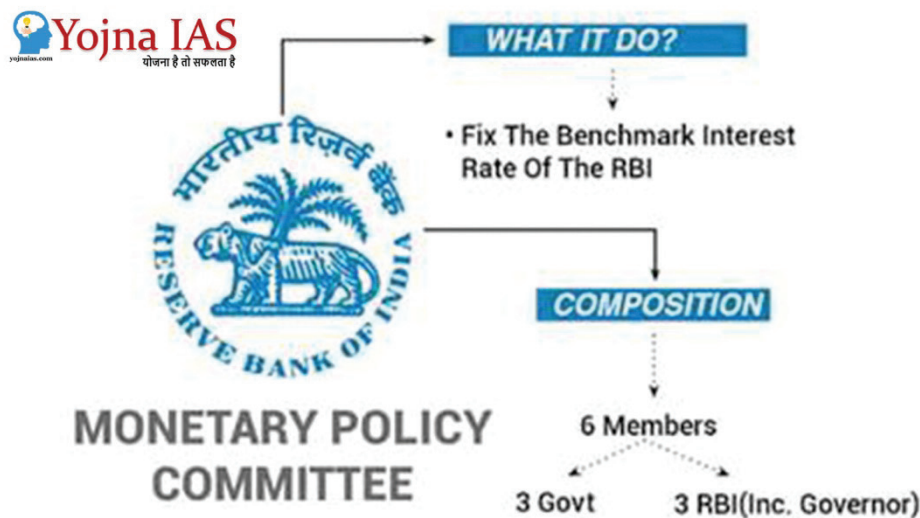 Yojna IAS
yojnaias.com
योजना है तो सफलता है
WHAT IT DO?
• Fix The Benchmark Interest
Rate Of The RBI
भारतीय रिज़र्व बैंक
RESERVE BANK OF INDIA
COMPOSITION
MONETARY POLICY
COMMITTEE
6 Members
3 Govt
3 RBI(Inc. Governor)